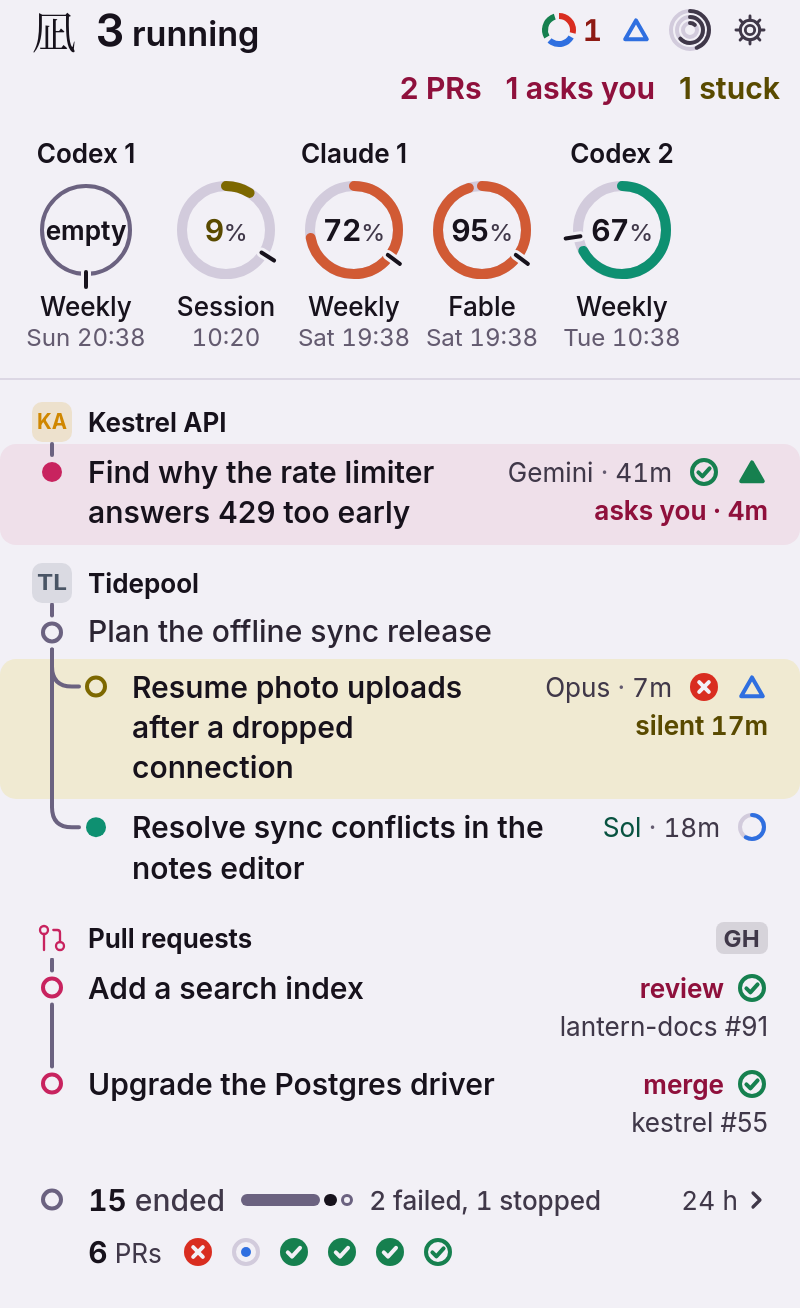 凪 3 running 1
2 PRs 1 asks you 1 stuck
Codex 1 Claude 1 Codex 2
empty 9% 72% 95% 67%
Weekly Session Weekly Fable Weekly
Sun 20:38 10:20 Sat 19:38 Sat 19:38 Tue 10:38
KA Kestrel API
Find why the rate limiter Gemini · 41m
answers 429 too early asks you · 4m
TL Tidepool
Plan the offline sync release
Resume photo uploads Opus · 7m
after a dropped silent 17m
connection
Resolve sync conflicts in the Sol · 18m
notes editor
Pull requests GH
Add a search index review
lantern-docs #91
Upgrade the Postgres driver merge
kestrel #55
15 ended 2 failed, 1 stopped 24 h
6 PRs